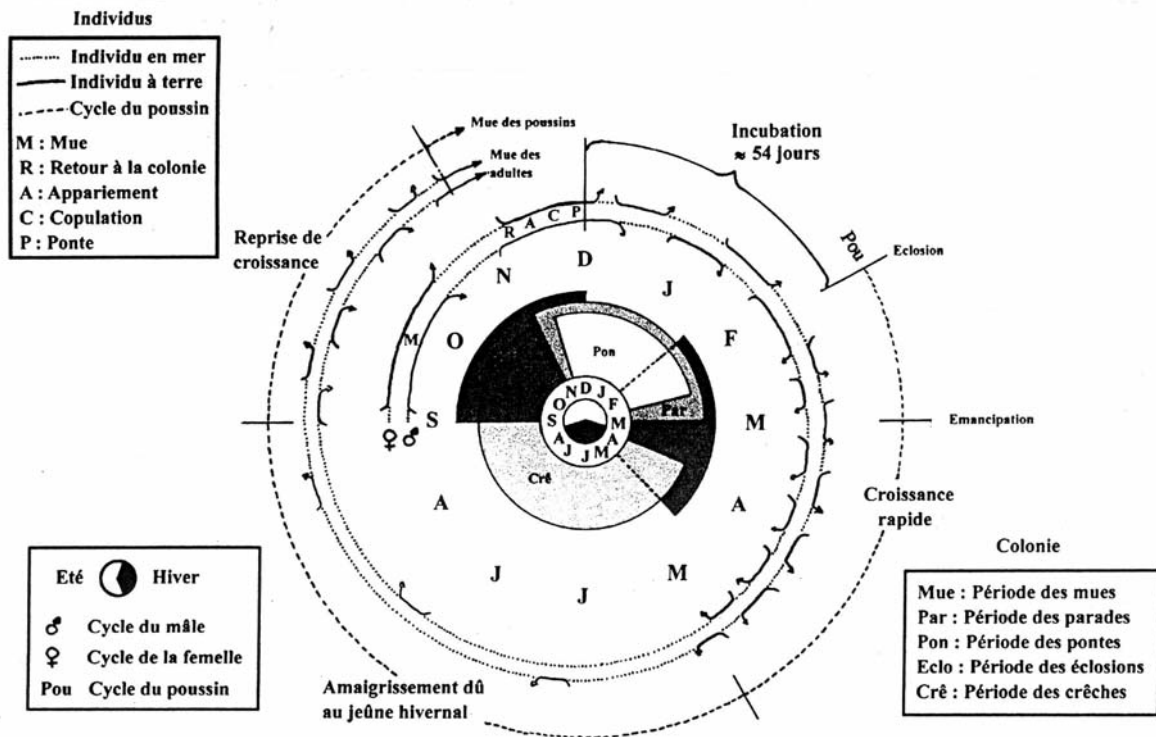 Individus
Individu en mer
Individu à terre
Cycle du poussin
M : Mue
R : Retour à la colonie
A : Appariement
C : Copulation
P : Ponte
Mue des poussins
Mue des
adultes
Incubation
≈ 54 jours
Reprise de
croissance
Pou
Eclosion
Emancipation
Croissance
rapide
Amaigrissement dû
au jeûne hivernal
R A C P
M
N D J F M A M J J A S O
Pon
Par
Crê
N D J F M A M J J A S O
♀ ♂
Eté Hiver
♂ Cycle du mâle
♀ Cycle de la femelle
Pou Cycle du poussin
Colonie
Mue : Période des mues
Par : Période des parades
Pon : Période des pontes
Eclo : Période des éclosions
Crê : Période des crêches